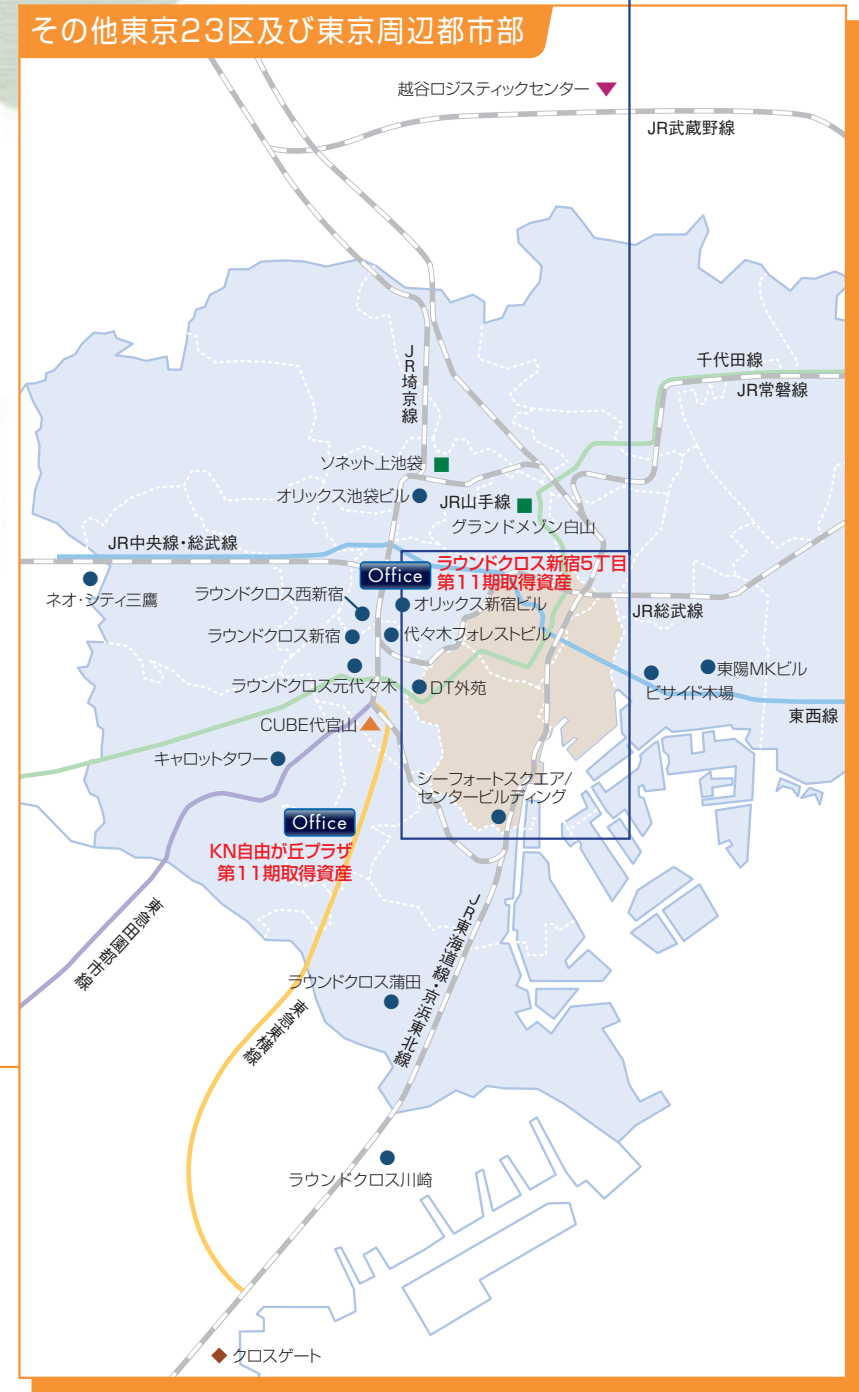 その他東京23区及び東京周辺都市部
越谷ロジスティックセンター
JR武蔵野線
千代田線
JR常磐線
JR埼京線
ソネット上池袋
オリックス池袋ビル
JR山手線
グランドメゾン白山
JR中央線・総武線
ネオ・シティ三鷹
Office
ラウンドクロス新宿5丁目
第11期取得資産
ラウンドクロス西新宿
オリックス新宿ビル
JR総武線
ラウンドクロス新宿
代々木フォレストビル
ラウンドクロス元代々木
DT外苑
東陽MKビル
ビサイド木場
東西線
CUBE代官山
キャロットタワー
シーフォートスクエア/
センタービルディング
Office
KN自由が丘プラザ
第11期取得資産
東急田園都市線
JR東海道線・京浜東北線
ラウンドクロス蒲田
東急東横線
ラウンドクロス川崎
クロスゲート